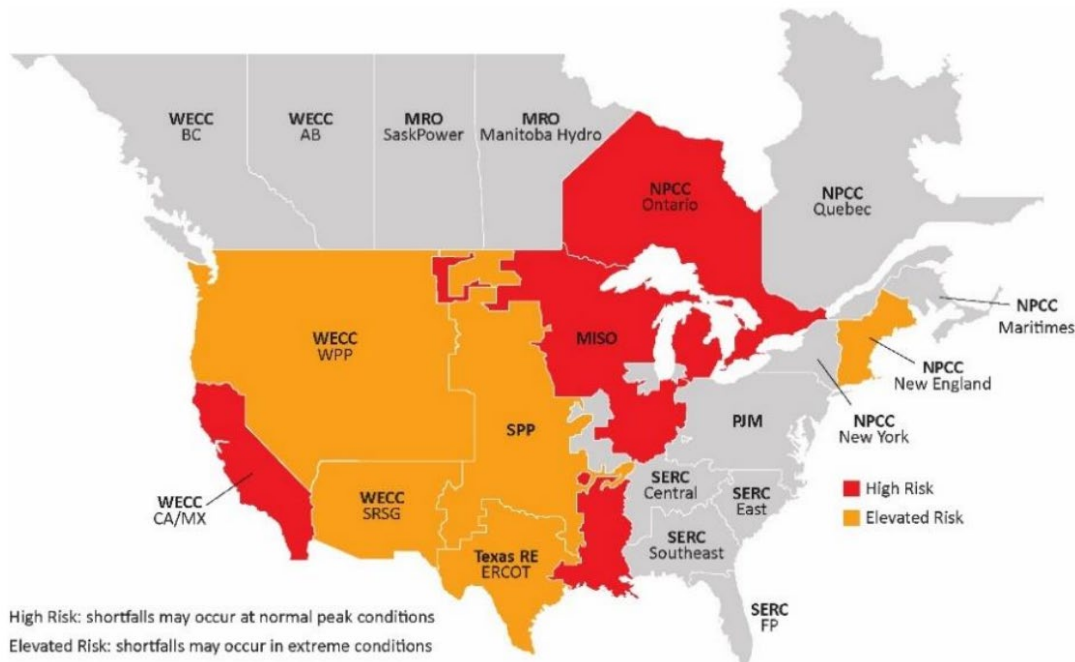 WECC
BC
WECC
AB
MRO
SaskPower
MRO
Manitoba Hydro
NPCC
Ontario
NPCC
Quebec
NPCC
Maritimes
WECC
WPP
MISO
NPCC
New England
SPP
PJM
NPCC
New York
WECC
CA/MX
WECC
SRSG
SERC
Central
SERC
East
High Risk
Elevated Risk
SERC
Southeast
Texas RE
ERCOT
SERC
FP
High Risk: shortfalls may occur at normal peak conditions
Elevated Risk: shortfalls may occur in extreme conditions